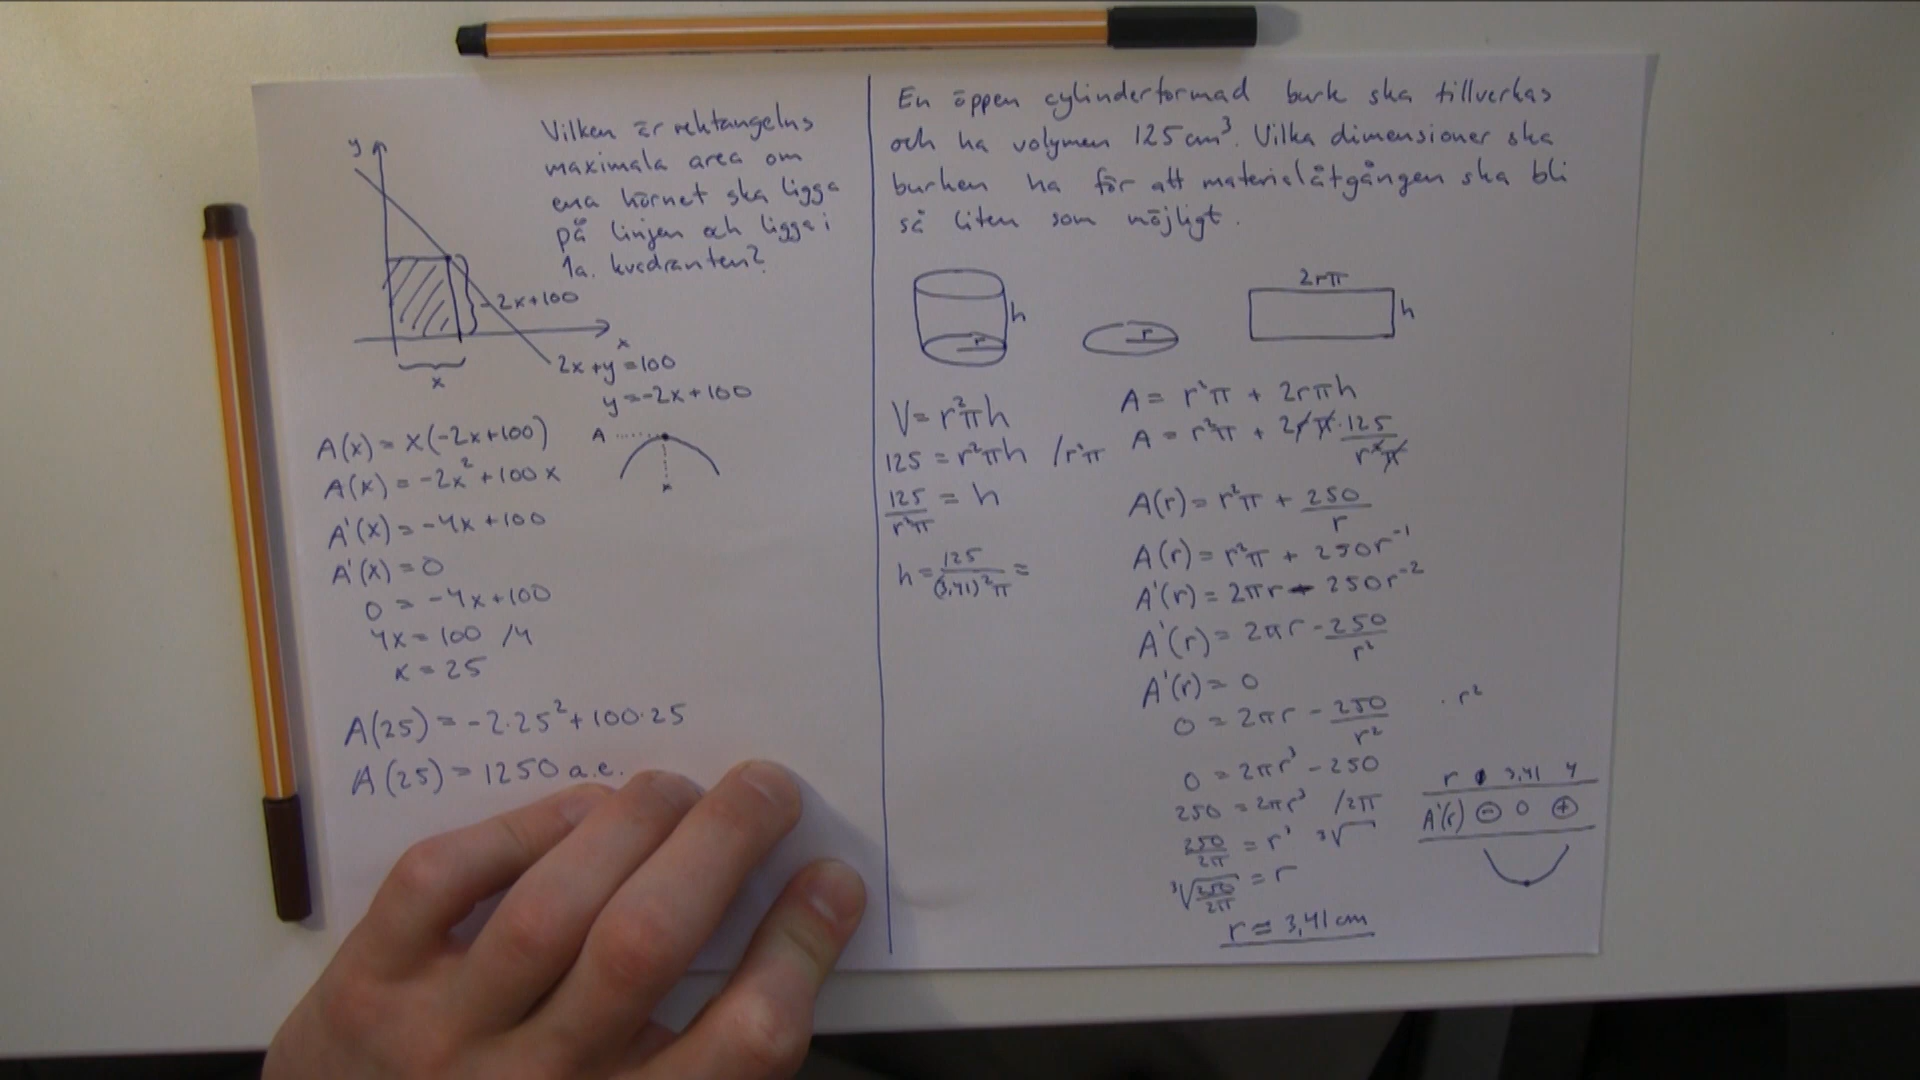 Vilken är rektangelns
maximala area om
ena hörnet ska ligga
på linjen och ligga i
1a. kvadranten?
y
-2x+100
x
x
2x+y=100
y=-2x+100
A(x) = x(-2x+100)
A(x) = -2x²+100x
A'(x) = -4x+100
A'(x) = 0
0 = -4x+100
4x = 100 /4
x = 25
A
x
A(25) = -2·25²+100·25
A(25) = 1250 a.e.
En öppen cylinderformad burk ska tillverkas
och ha volymen 125 cm³. Vilka dimensioner ska
burken ha för att materialåtgången ska bli
så liten som möjligt.
h
r
r
2rπ
h
V = r²πh
125 = r²πh /r²π
125/r²π = h
h = 125/(3,41)²π =
A = r²π + 2rπh
A = r²π + 2rπ · 125/r²π
A(r) = r²π + 250/r
A(r) = r²π + 250r⁻¹
A'(r) = 2πr - 250r⁻²
A'(r) = 2πr - 250/r²
A'(r) = 0
0 = 2πr - 250/r² · r²
0 = 2πr³ - 250
250 = 2πr³ /2π
250/2π = r³ ³√
³√250/2π = r
r = 3,41 cm
r 3,41 4
A'(r) - 0 +